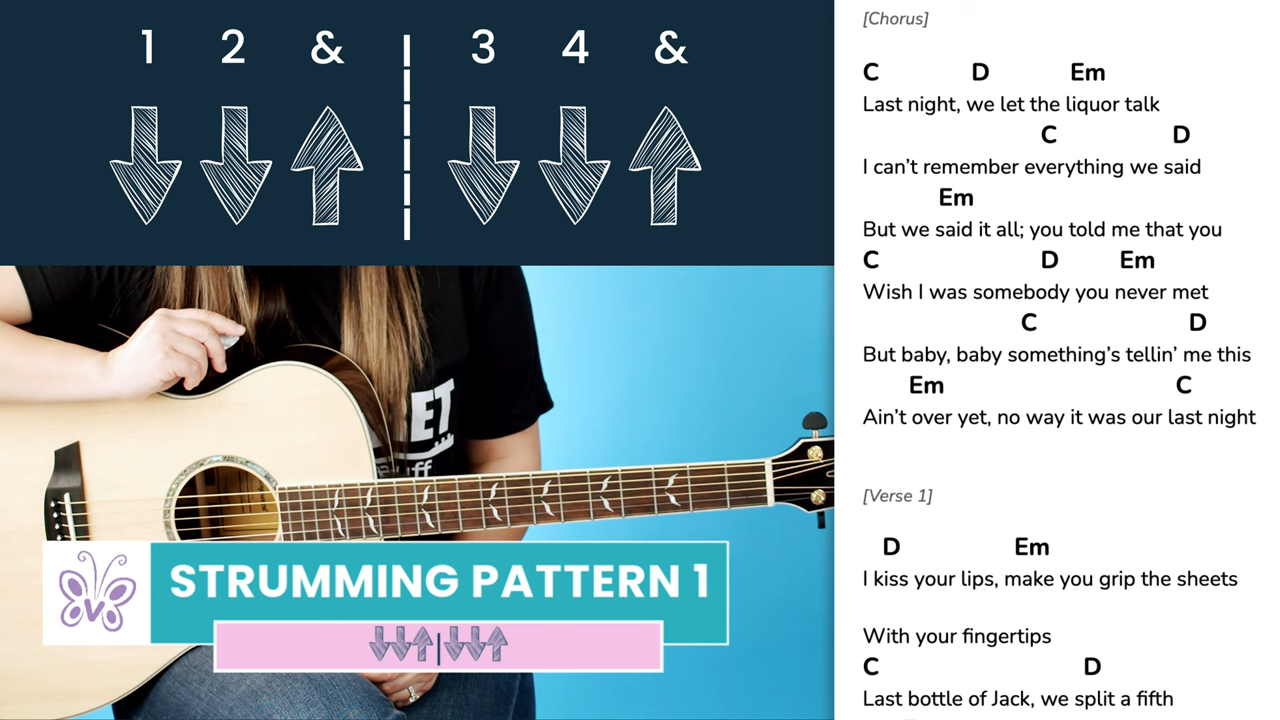 1 2 & 3 4 &
STRUMMING PATTERN 1
[Chorus]
C D Em
Last night, we let the liquor talk
C D
I can’t remember everything we said
Em
But we said it all; you told me that you
C D Em
Wish I was somebody you never met
C D
But baby, baby something’s tellin’ me this
Em C
Ain’t over yet, no way it was our last night
[Verse 1]
D Em
I kiss your lips, make you grip the sheets
With your fingertips
C D
Last bottle of Jack, we split a fifth